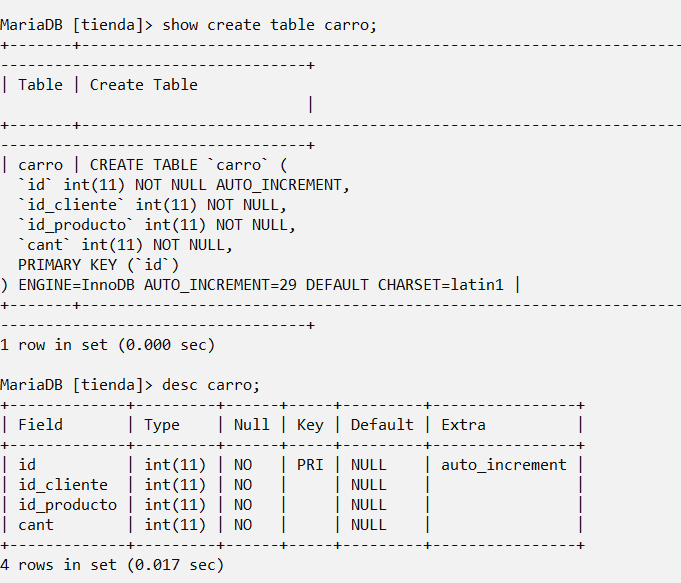 MariaDB [tienda]> show create table carro;
+-------+-------------------------------------------------------------------
----------------------------------+
| Table | Create Table
                                  |
+-------+-------------------------------------------------------------------
----------------------------------+
| carro | CREATE TABLE `carro` (
  `id` int(11) NOT NULL AUTO_INCREMENT,
  `id_cliente` int(11) NOT NULL,
  `id_producto` int(11) NOT NULL,
  `cant` int(11) NOT NULL,
  PRIMARY KEY (`id`)
) ENGINE=InnoDB AUTO_INCREMENT=29 DEFAULT CHARSET=latin1 |
+-------+-------------------------------------------------------------------
----------------------------------+
1 row in set (0.000 sec)
MariaDB [tienda]> desc carro;
+-------------+---------+------+-----+---------+----------------+
| Field       | Type    | Null | Key | Default | Extra          |
+-------------+---------+------+-----+---------+----------------+
| id          | int(11) | NO   | PRI | NULL    | auto_increment |
| id_cliente  | int(11) | NO   |     | NULL    |                |
| id_producto | int(11) | NO   |     | NULL    |                |
| cant        | int(11) | NO   |     | NULL    |                |
+-------------+---------+------+-----+---------+----------------+
4 rows in set (0.017 sec)